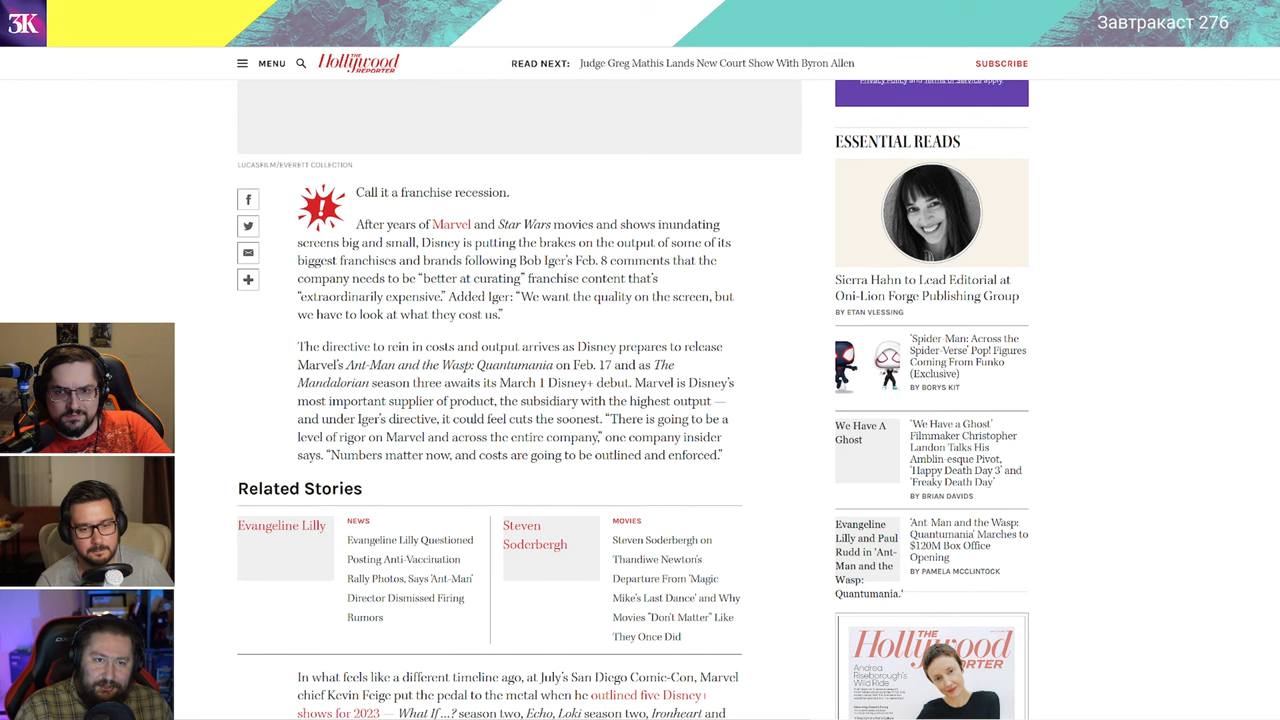 3K
Завтракаст 276
MENU
THE
Hollywood
REPORTER
READ NEXT: Judge Greg Mathis Lands New Court Show With Byron Allen
SUBSCRIBE
Privacy Policy and Terms of Service apply.
LUCASFILM/EVERETT COLLECTION
Call it a franchise recession.
After years of Marvel and Star Wars movies and shows inundating
screens big and small, Disney is putting the brakes on the output of some of its
biggest franchises and brands following Bob Iger's Feb. 8 comments that the
company needs to be “better at curating” franchise content that's
“extraordinarily expensive.” Added Iger: “We want the quality on the screen, but
we have to look at what they cost us.”
The directive to rein in costs and output arrives as Disney prepares to release
Marvel's Ant-Man and the Wasp: Quantumania on Feb. 17 and as The
Mandalorian season three awaits its March 1 Disney+ debut. Marvel is Disney's
most important supplier of product, the subsidiary with the highest output —
and under Iger's directive, it could feel cuts the soonest. “There is going to be a
level of rigor on Marvel and across the entire company,” one company insider
says. “Numbers matter now, and costs are going to be outlined and enforced.”
Related Stories
Evangeline Lilly
NEWS
Evangeline Lilly Questioned
Posting Anti-Vaccination
Rally Photos, Says 'Ant-Man'
Director Dismissed Firing
Rumors
Steven
Soderbergh
MOVIES
Steven Soderbergh on
Thandiwe Newton's
Departure From 'Magic
Mike's Last Dance' and Why
Movies "Don't Matter" Like
They Once Did
In what feels like a different timeline ago, at July's San Diego Comic-Con, Marvel
chief Kevin Feige put the pedal to the metal when he outlined five Disney+
shows for 2023 — What If…? season two, Echo, Loki season two, Ironheart and
ESSENTIAL READS
Sierra Hahn to Lead Editorial at
Oni-Lion Forge Publishing Group
BY ETAN VLESSING
'Spider-Man: Across the
Spider-Verse' Pop! Figures
Coming From Funko
(Exclusive)
BY BORYS KIT
We Have A
Ghost
'We Have a Ghost'
Filmmaker Christopher
Landon Talks His
Amblin-esque Pivot,
'Happy Death Day 3' and
'Freaky Death Day'
BY BRIAN DAVIDS
Evangeline
Lilly and Paul
Rudd in 'Ant-
Man and the
Wasp:
Quantumania.'
'Ant Man and the Wasp:
Quantumania' Marches to
$120M Box Office
Opening
BY PAMELA MCCLINTOCK
THE
Hollywood
REPORTER
Andrea
Riseborough's
Wild Ride